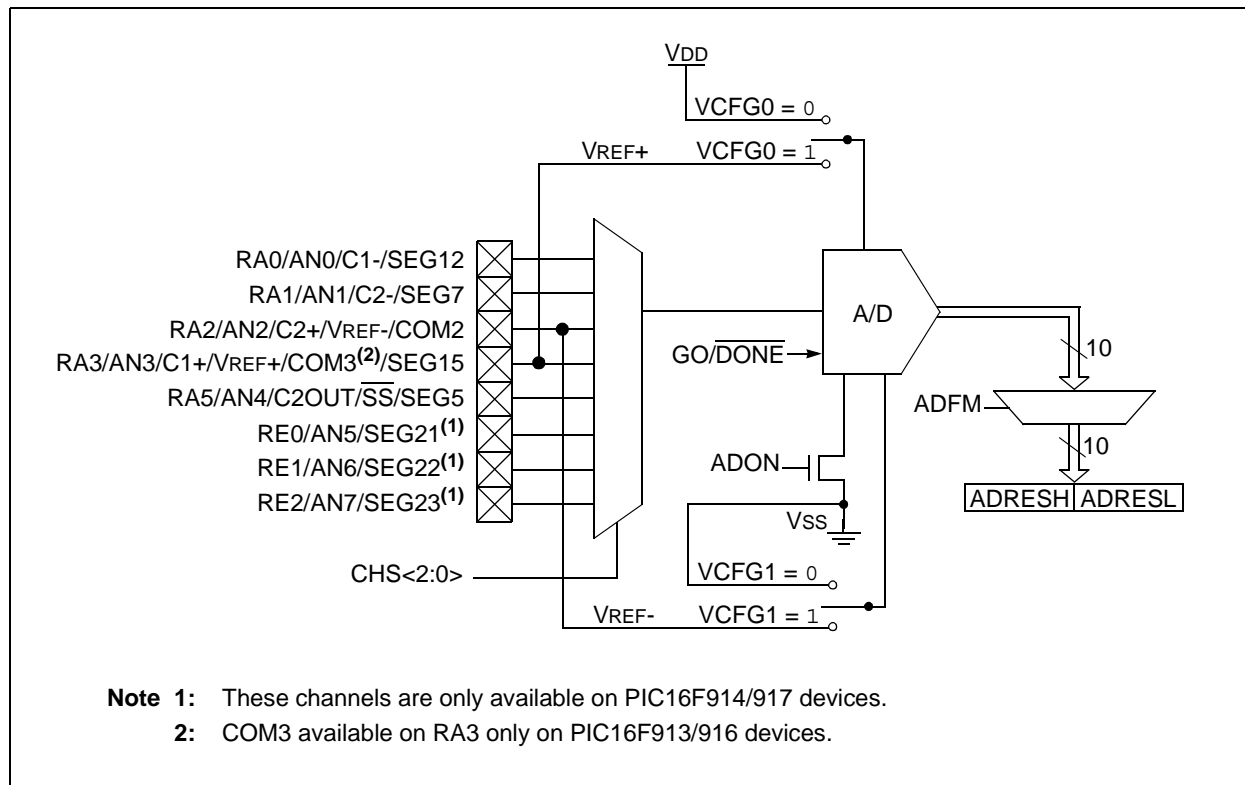 VDD
VCFG0 = 0
VREF+ VCFG0 = 1
RA0/AN0/C1-/SEG12
RA1/AN1/C2-/SEG7
RA2/AN2/C2+/VREF-/COM2
RA3/AN3/C1+/VREF+/COM3(2)/SEG15
RA5/AN4/C2OUT/SS/SEG5
RE0/AN5/SEG21(1)
RE1/AN6/SEG22(1)
RE2/AN7/SEG23(1)
CHS<2:0>
A/D
GO/DONE
10
ADFM
10
ADRESH ADRESL
ADON
VSS
VCFG1 = 0
VREF- VCFG1 = 1
Note 1: These channels are only available on PIC16F914/917 devices.
2: COM3 available on RA3 only on PIC16F913/916 devices.